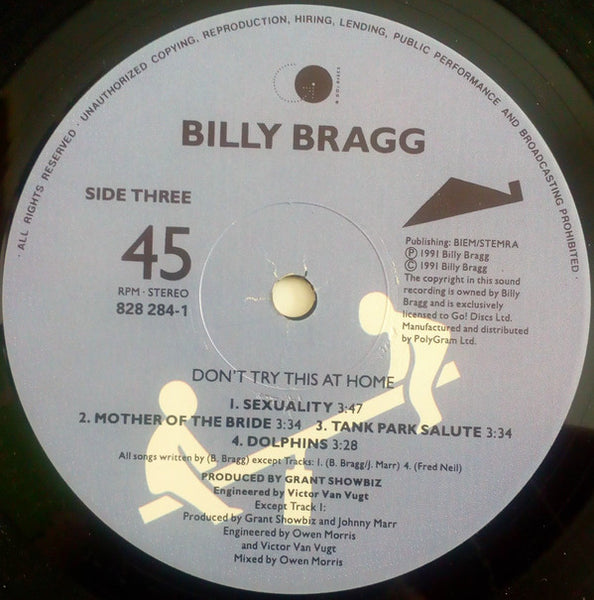 · ALL RIGHTS RESERVED · UNAUTHORIZED COPYING, REPRODUCTION, HIRING, LENDING, PUBLIC PERFORMANCE AND BROADCASTING PROHIBITED ·
BILLY BRAGG
SIDE THREE
45
RPM · STEREO
828 284-1
Publishing: BIEM/STEMRA
Ⓟ 1991 Billy Bragg
© 1991 Billy Bragg
The copyright in this sound
recording is owned by Billy
Bragg and is exclusively
licensed to Go! Discs Ltd.
Manufactured and distributed
by PolyGram Ltd.
DON'T TRY THIS AT HOME
1. SEXUALITY 3:47
2. MOTHER OF THE BRIDE 3:34 3. TANK PARK SALUTE 3:34
4. DOLPHINS 3:28
All songs written by (B. Bragg) except Tracks: 1. (B. Bragg/J. Marr) 4. (Fred Neil)
PRODUCED BY GRANT SHOWBIZ
Engineered by Victor Van Vugt
Except Track 1:
Produced by Grant Showbiz and Johnny Marr
Engineered by Owen Morris
and Victor Van Vugt
Mixed by Owen Morris